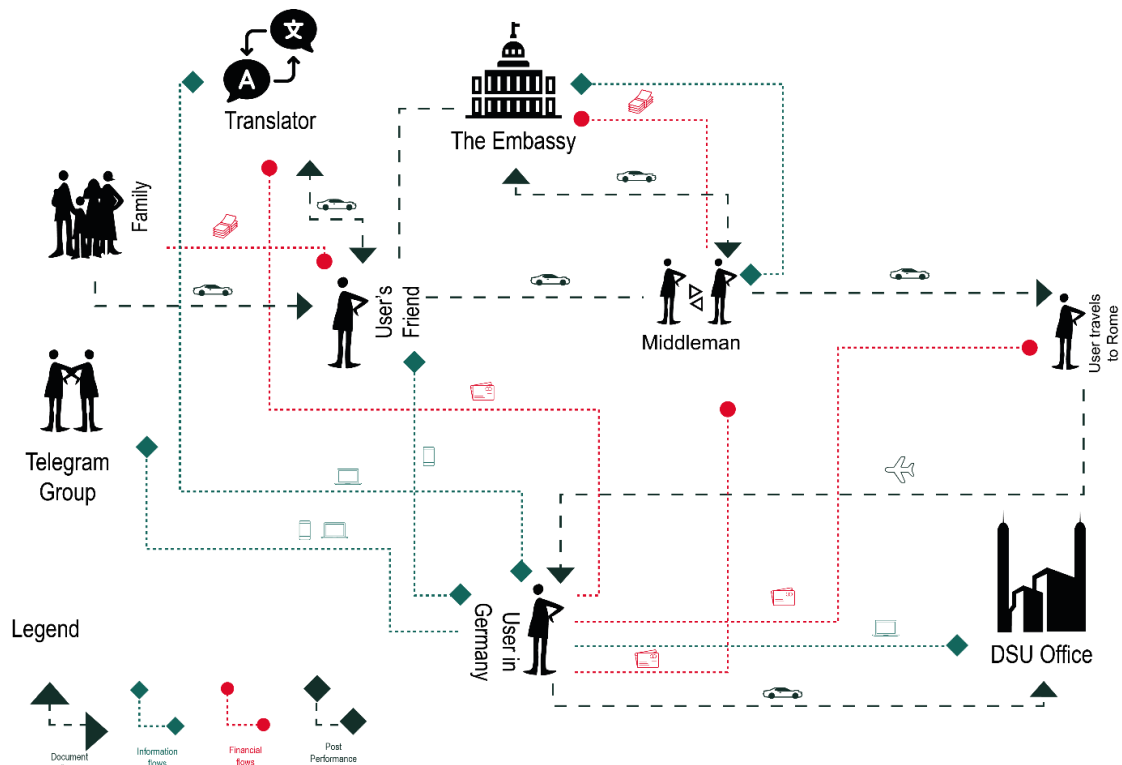 文
A
Translator
The Embassy
Family
User's
Friend
Middleman
User travels
to Rome
Telegram
Group
User in
Germany
DSU Office
Legend
Document
Information
flows
Financial
flows
Post
Performance